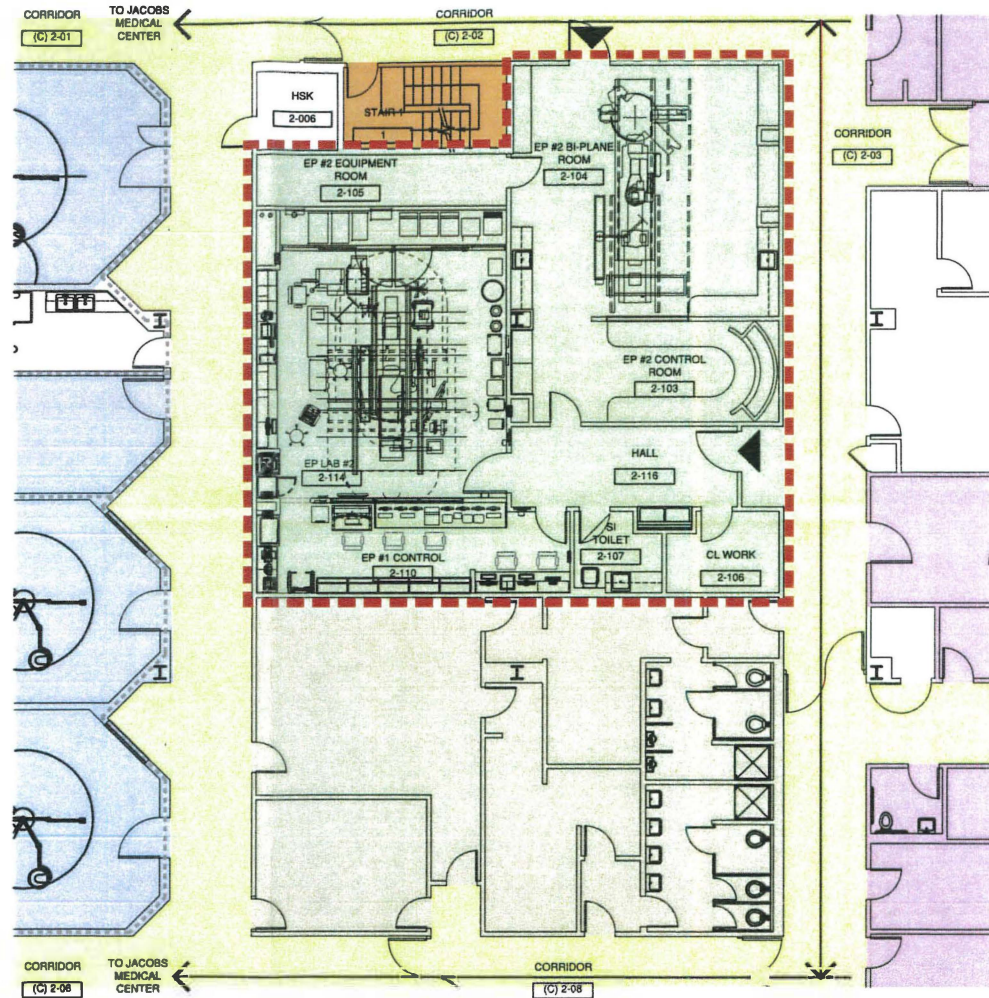 CORRIDOR
(C) 2-01
TO JACOBS
MEDICAL
CENTER
CORRIDOR
(C) 2-02
HSK
2-006
STAIR 1
1
EP #2 EQUIPMENT
ROOM
2-105
EP #2 BI-PLANE
ROOM
2-104
CORRIDOR
(C) 2-03
EP #2 CONTROL
ROOM
2-103
EP LAB #2
2-114
HALL
2-116
EP #1 CONTROL
2-110
SI
TOILET
2-107
CL WORK
2-106
CORRIDOR
(C) 2-08
TO JACOBS
MEDICAL
CENTER
CORRIDOR
(C) 2-08